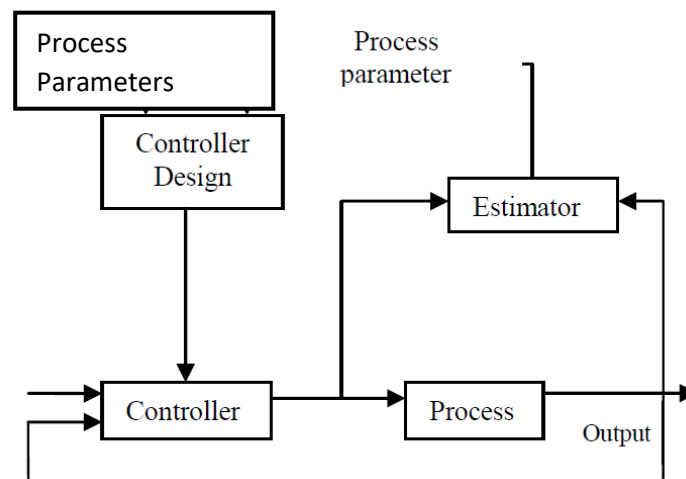 Process
Parameters
Process
parameter
Controller
Design
Estimator
Controller
Process
Output